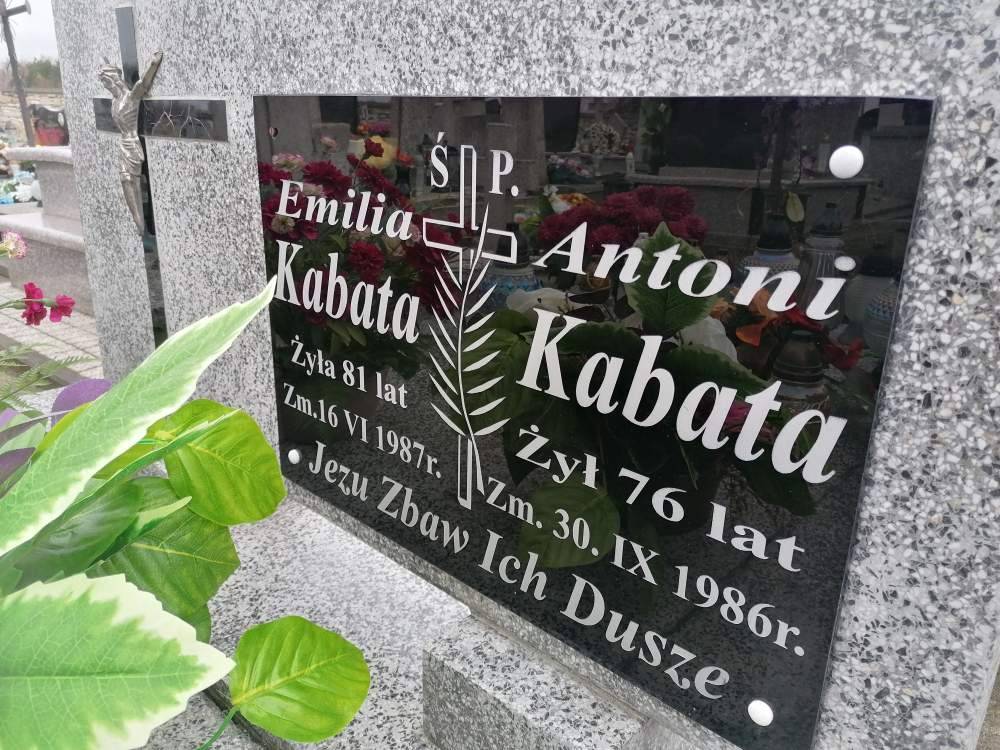 Ś P.
Emilia
Kabata
Żyła 81 lat
Zm.16 VI 1987r.
Antoni
Kabata
Żył 76 lat
Zm. 30. IX 1986r.
Jezu Zbaw Ich Dusze